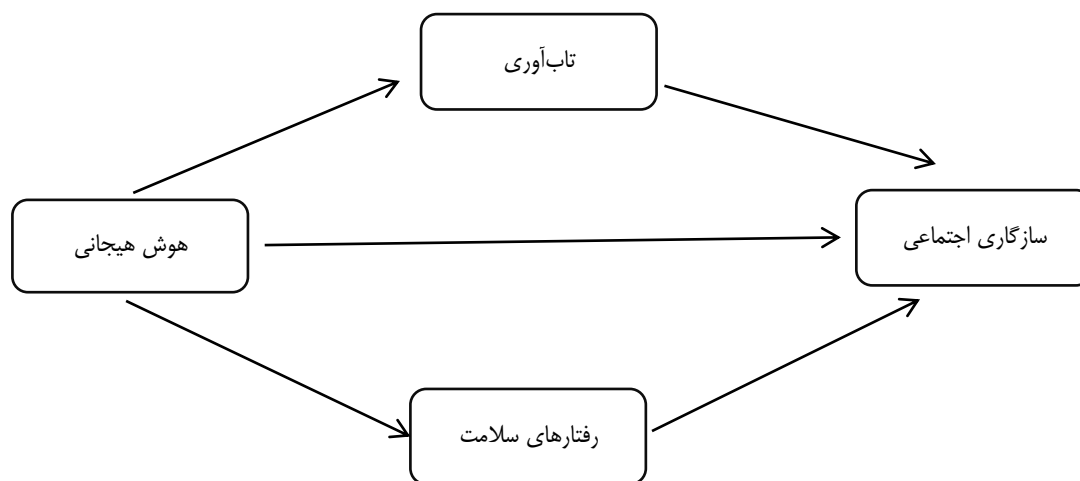 تاب‌آوری
سازگاری اجتماعی
هوش هیجانی
رفتارهای سلامت